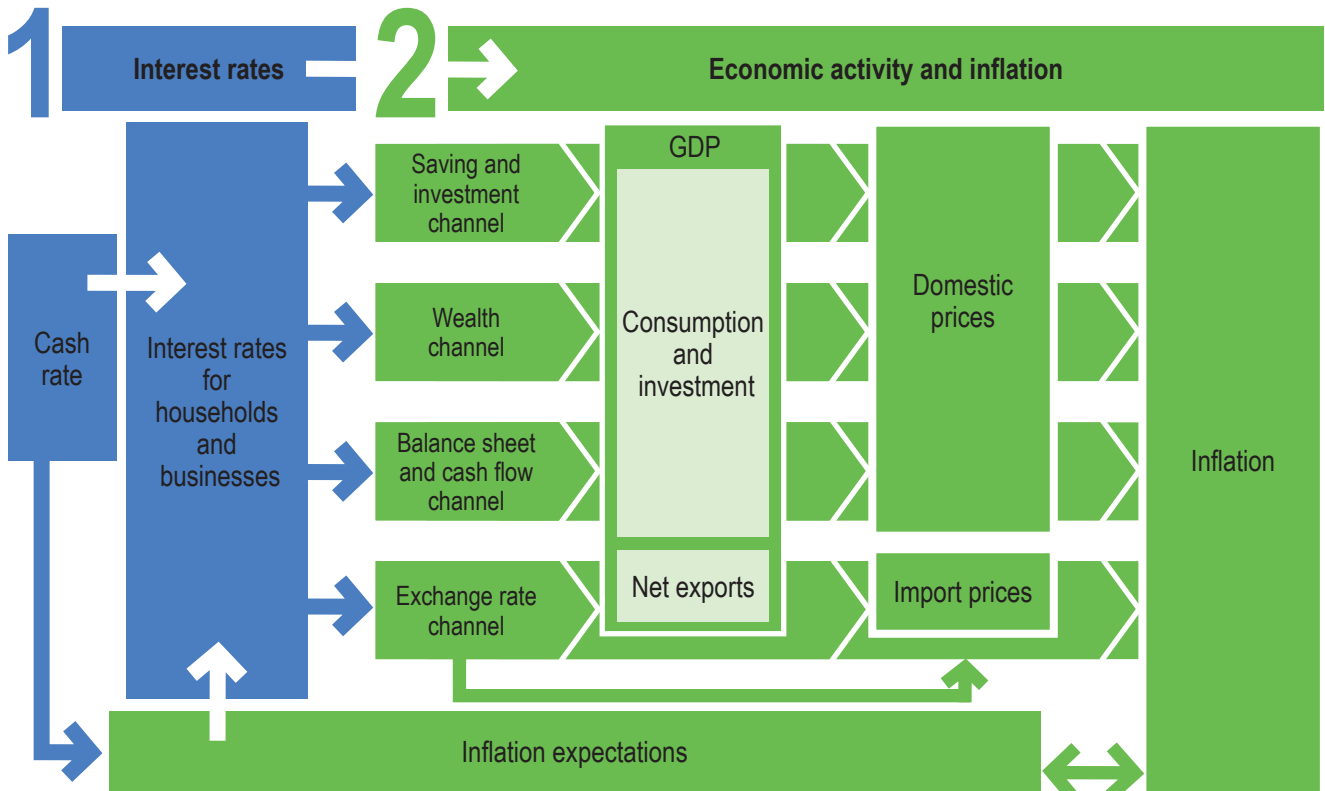 1
Interest rates
2
Economic activity and inflation
Cash
rate
Interest rates
for
households
and
businesses
Saving and
investment
channel
Wealth
channel
Balance sheet
and cash flow
channel
Exchange rate
channel
GDP
Consumption
and
investment
Net exports
Domestic
prices
Import prices
Inflation
Inflation expectations